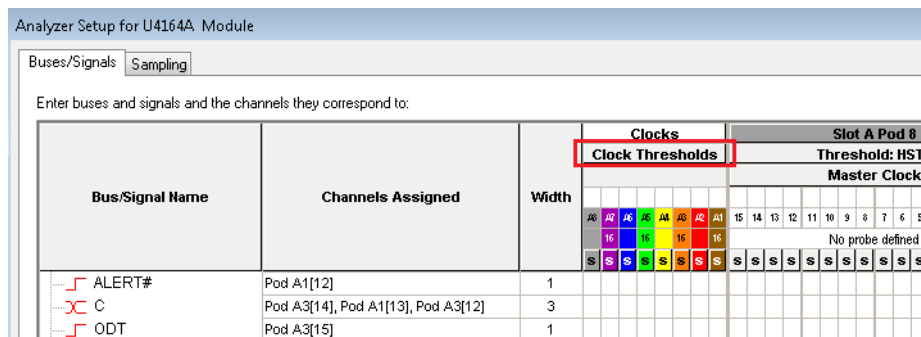 Analyzer Setup for U4164A Module
Buses/Signals Sampling
Enter buses and signals and the channels they correspond to:
Clocks Slot A Pod 8
Clock Thresholds Threshold: HST
Master Clock
Bus/Signal Name Channels Assigned Width
A8 A7 A6 A5 A4 A3 A2 A1 15 14 13 12 11 10 9 8 7 6 5
16 16 16 16 No probe defined
S S S S S S S S S S S S S S S S S S S
ALERT# Pod A1[12] 1
C Pod A3[14], Pod A1[13], Pod A3[12] 3
ODT Pod A3[15] 1